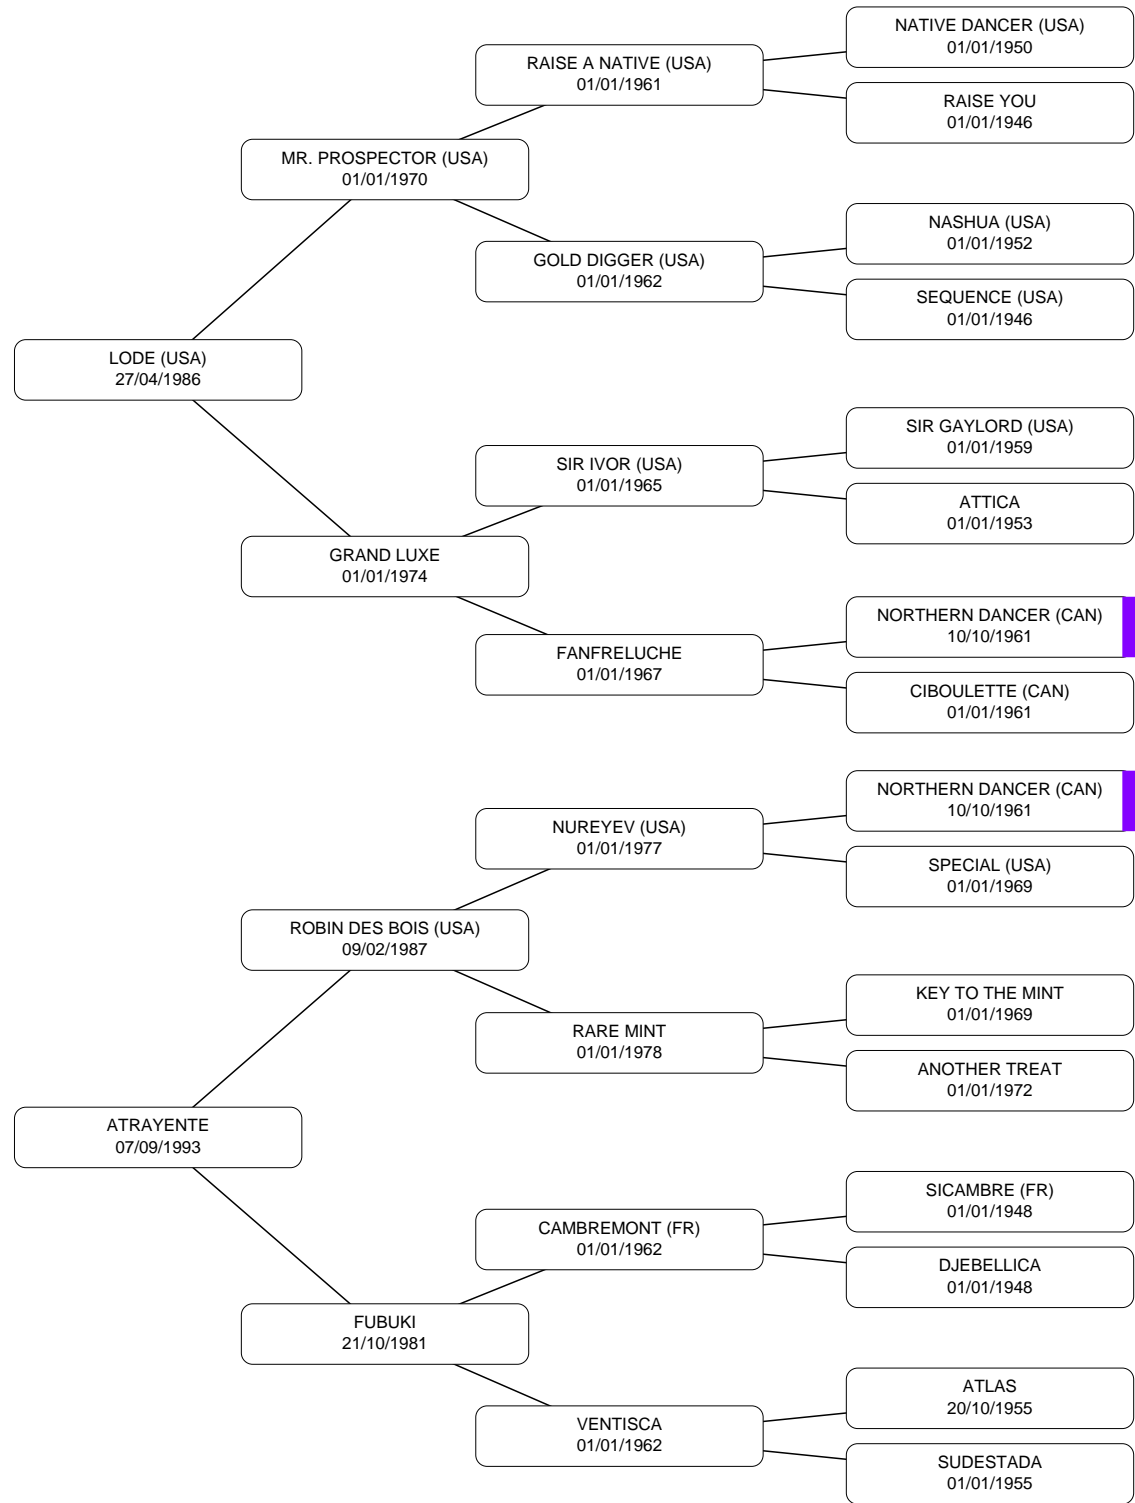 NATIVE DANCER (USA)
01/01/1950
RAISE A NATIVE (USA)
01/01/1961
RAISE YOU
01/01/1946
MR. PROSPECTOR (USA)
01/01/1970
NASHUA (USA)
01/01/1952
GOLD DIGGER (USA)
01/01/1962
SEQUENCE (USA)
01/01/1946
LODE (USA)
27/04/1986
SIR GAYLORD (USA)
01/01/1959
SIR IVOR (USA)
01/01/1965
ATTICA
01/01/1953
GRAND LUXE
01/01/1974
NORTHERN DANCER (CAN)
10/10/1961
FANFRELUCHE
01/01/1967
CIBOULETTE (CAN)
01/01/1961
NORTHERN DANCER (CAN)
10/10/1961
NUREYEV (USA)
01/01/1977
SPECIAL (USA)
01/01/1969
ROBIN DES BOIS (USA)
09/02/1987
KEY TO THE MINT
01/01/1969
RARE MINT
01/01/1978
ANOTHER TREAT
01/01/1972
ATRAYENTE
07/09/1993
SICAMBRE (FR)
01/01/1948
CAMBREMONT (FR)
01/01/1962
DJEBELLICA
01/01/1948
FUBUKI
21/10/1981
ATLAS
20/10/1955
VENTISCA
01/01/1962
SUDESTADA
01/01/1955